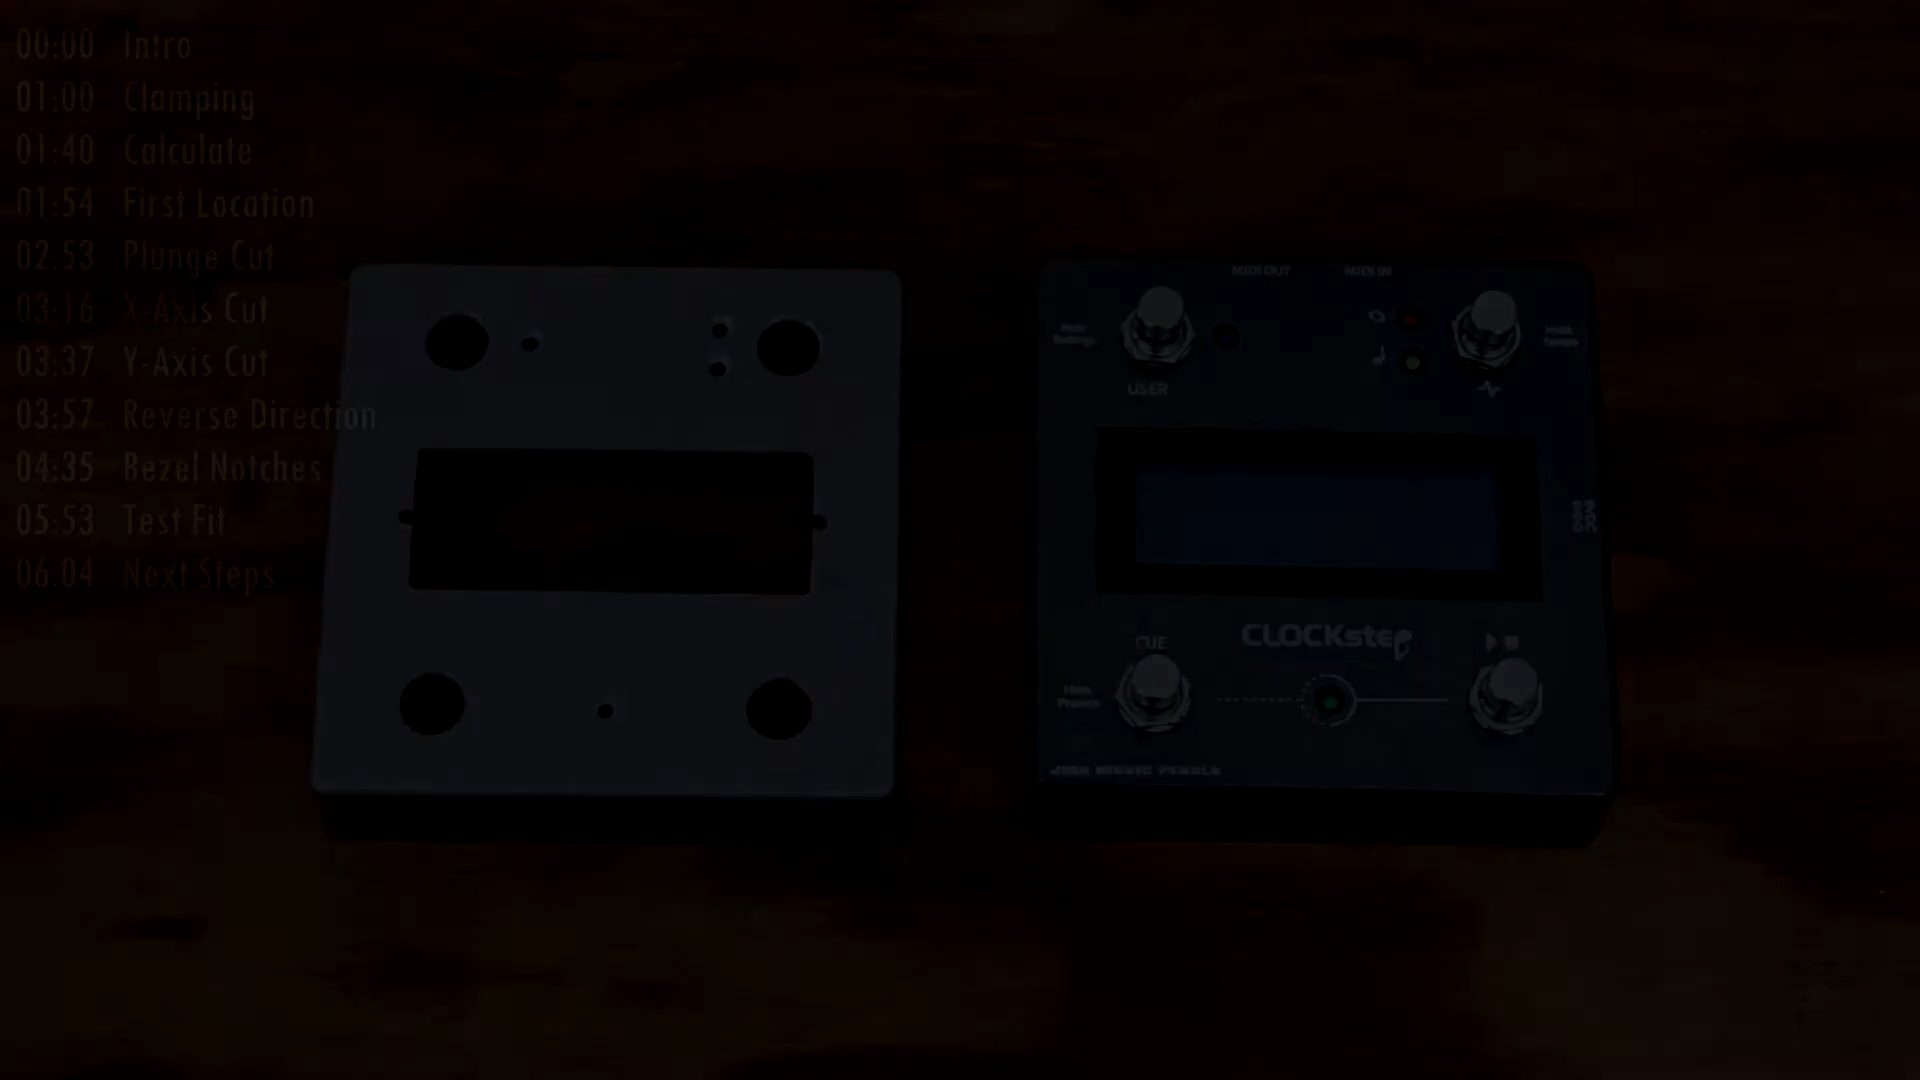 00:00 Intro
01:00 Clamping
01:40 Calculate
01:54 First Location
02:53 Plunge Cut
03:16 X-Axis Cut
03:37 Y-Axis Cut
03:57 Reverse Direction
04:35 Bezel Notches
05:53 Test Fit
06:04 Next Steps
MIDI OUT MIDI IN
USER
CLOCKstep
CUE